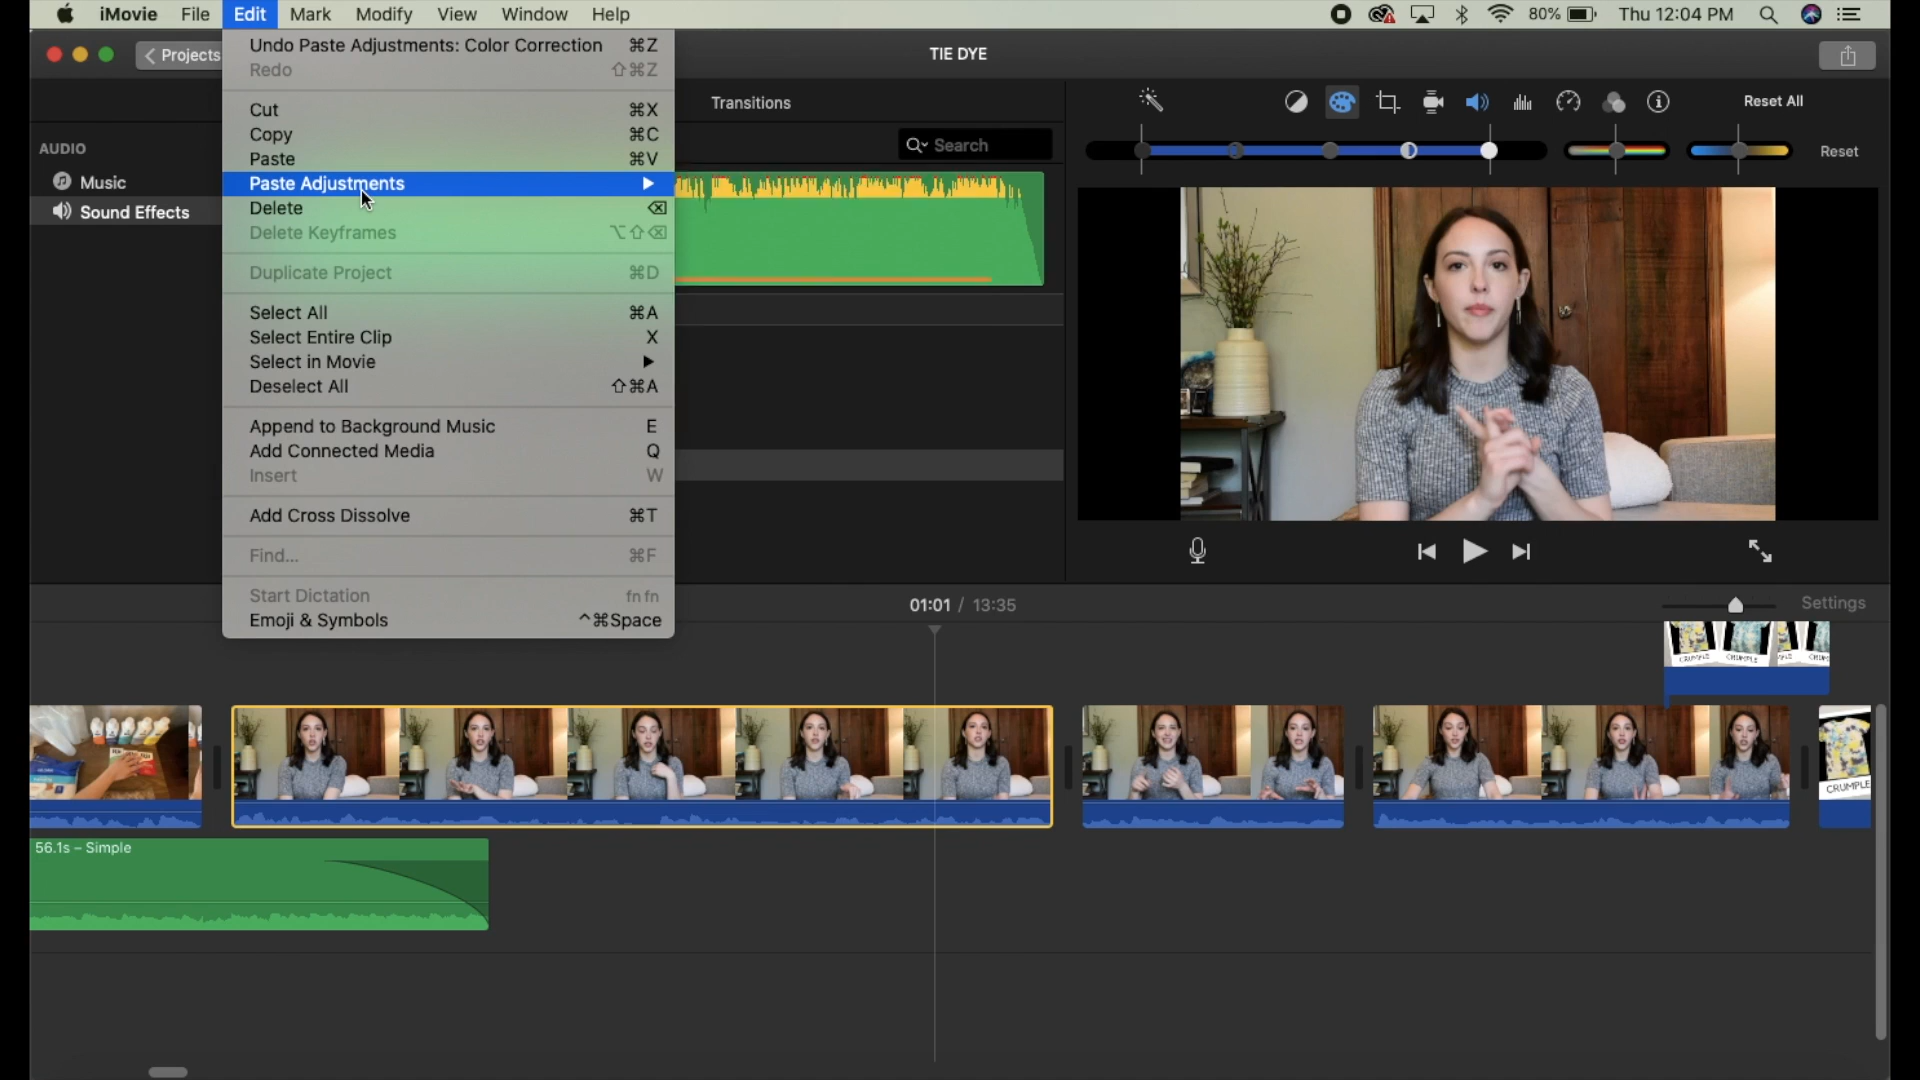 iMovie File Edit Mark Modify View Window Help 80% Thu 12:04 PM
Projects TIE DYE
Undo Paste Adjustments: Color Correction ⌘Z
Redo ⇧⌘Z
Cut ⌘X
Copy ⌘C
Paste ⌘V
Paste Adjustments
Delete
Delete Keyframes
Duplicate Project ⌘D
Select All ⌘A
Select Entire Clip X
Select in Movie
Deselect All ⇧⌘A
Append to Background Music E
Add Connected Media Q
Insert W
Add Cross Dissolve ⌘T
Find... ⌘F
Start Dictation fn fn
Emoji & Symbols ^⌘Space
AUDIO
Music
Sound Effects
Transitions
Search
Reset All
Reset
01:01 / 13:35
Settings
CRUMPLE CRUMPLE
CRUMPLE
56.1s – Simple